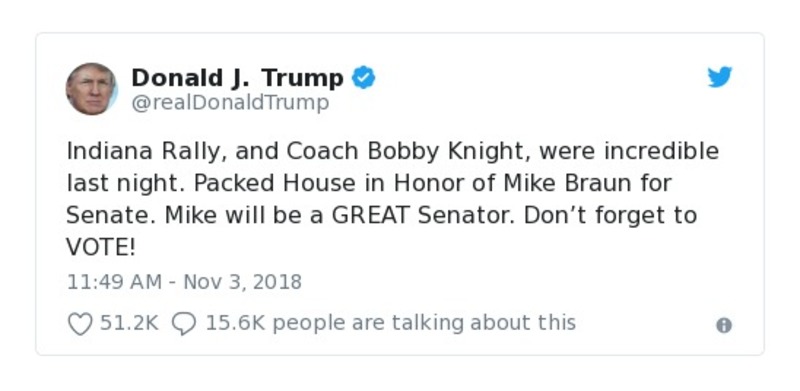 Donald J. Trump
@realDonaldTrump
Indiana Rally, and Coach Bobby Knight, were incredible
last night. Packed House in Honor of Mike Braun for
Senate. Mike will be a GREAT Senator. Don’t forget to
VOTE!
11:49 AM - Nov 3, 2018
51.2K 15.6K people are talking about this